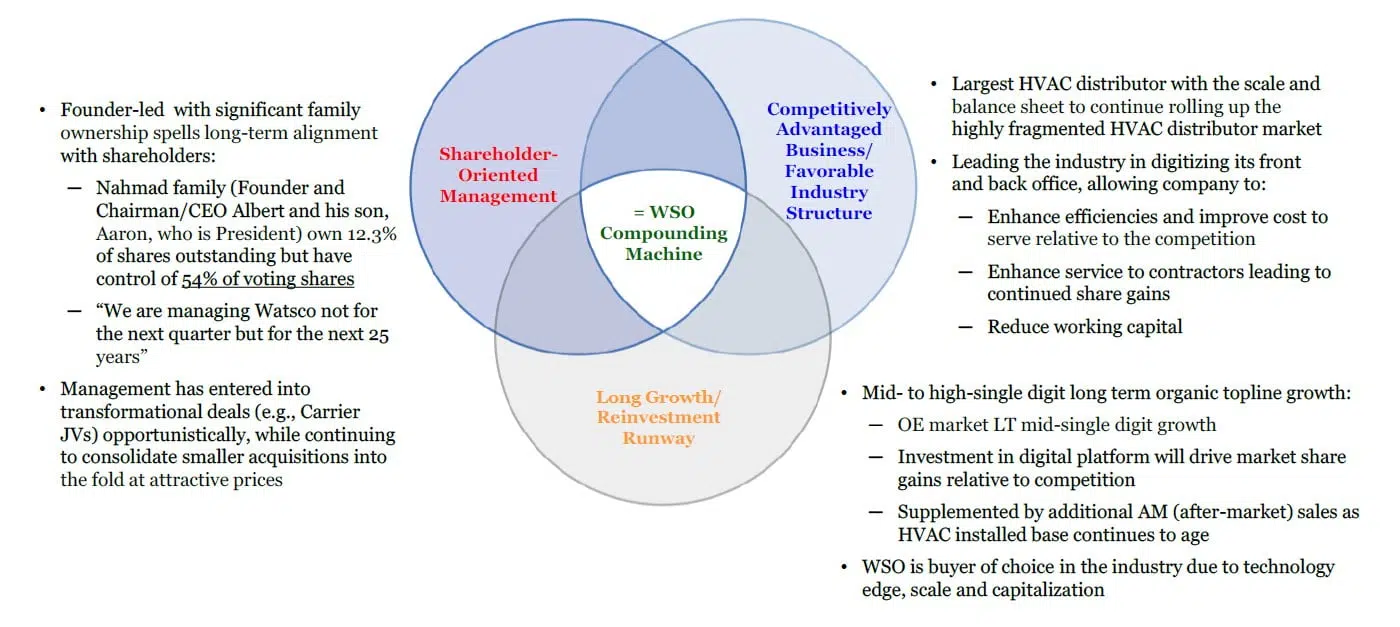 • Founder-led with significant family
ownership spells long-term alignment
with shareholders:
— Nahmad family (Founder and
Chairman/CEO Albert and his son,
Aaron, who is President) own 12.3%
of shares outstanding but have
control of 54% of voting shares
— “We are managing Watsco not for
the next quarter but for the next 25
years”
• Management has entered into
transformational deals (e.g., Carrier
JVs) opportunistically, while continuing
to consolidate smaller acquisitions into
the fold at attractive prices
Shareholder-
Oriented
Management
Competitively
Advantaged
Business/
Favorable
Industry
Structure
= WSO
Compounding
Machine
Long Growth/
Reinvestment
Runway
• Largest HVAC distributor with the scale and
balance sheet to continue rolling up the
highly fragmented HVAC distributor market
• Leading the industry in digitizing its front
and back office, allowing company to:
— Enhance efficiencies and improve cost to
serve relative to the competition
— Enhance service to contractors leading to
continued share gains
— Reduce working capital
• Mid- to high-single digit long term organic topline growth:
— OE market LT mid-single digit growth
— Investment in digital platform will drive market share
gains relative to competition
— Supplemented by additional AM (after-market) sales as
HVAC installed base continues to age
• WSO is buyer of choice in the industry due to technology
edge, scale and capitalization